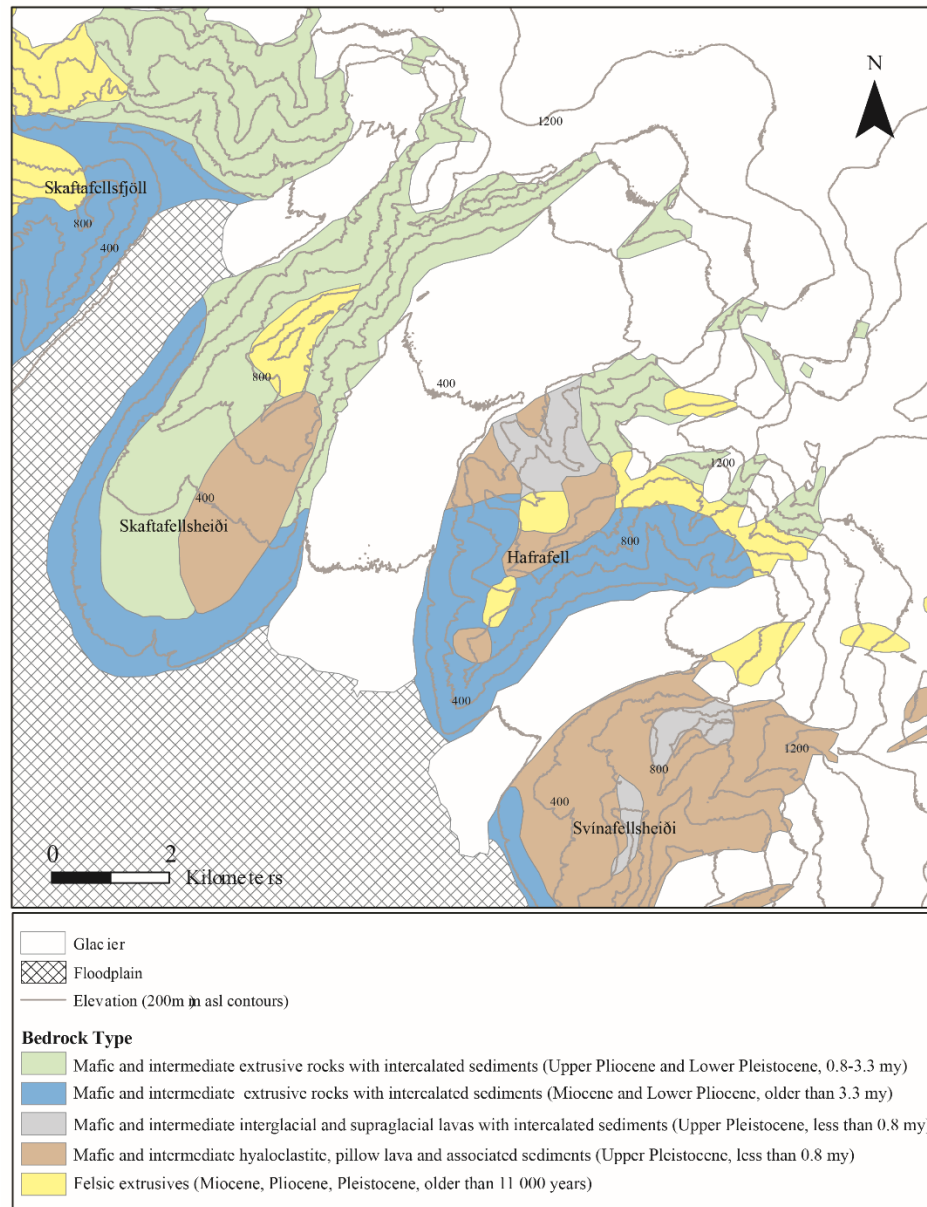 N
1200
Skaftafellsfjöll
800
400
800
400
1200
400
Skaftafellsheiði
800
Hafrafell
400
1200
800
400
Svínafellsheiði
0 2
Kilometers
Glacier
Floodplain
Elevation (200m m asl contours)
Bedrock Type
Mafic and intermediate extrusive rocks with intercalated sediments (Upper Pliocene and Lower Pleistocene, 0.8-3.3 my)
Mafic and intermediate extrusive rocks with intercalated sediments (Miocene and Lower Pliocene, older than 3.3 my)
Mafic and intermediate interglacial and supraglacial lavas with intercalated sediments (Upper Pleistocene, less than 0.8 my)
Mafic and intermediate hyaloclastite, pillow lava and associated sediments (Upper Pleistocene, less than 0.8 my)
Felsic extrusives (Miocene, Pliocene, Pleistocene, older than 11 000 years)